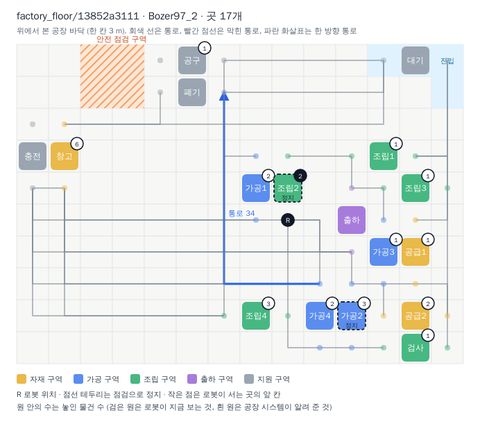 factory_floor/13852a3111 · Bozer97_2 · 곳 17개
위에서 본 공장 바닥 (한 칸 3 m). 회색 선은 통로, 빨간 점선은 막힌 통로, 파란 화살표는 한 방향 통로
안전 점검 구역
공구 1
대기
진입
폐기
충전
창고 6
조립1 1
가공1 2
조립2 2
정지
조립3 1
통로 34
R
출하
가공3 1
공급1 1
조립4 3
가공4 2
가공2 3
정지
공급2 2
검사 1
자재 구역
가공 구역
조립 구역
출하 구역
지원 구역
R 로봇 위치 · 점선 테두리는 점검으로 정지 · 작은 점은 로봇이 서는 곳의 앞 칸
원 안의 수는 놓인 물건 수 (검은 원은 로봇이 지금 보는 것, 흰 원은 공장 시스템이 알려 준 것)